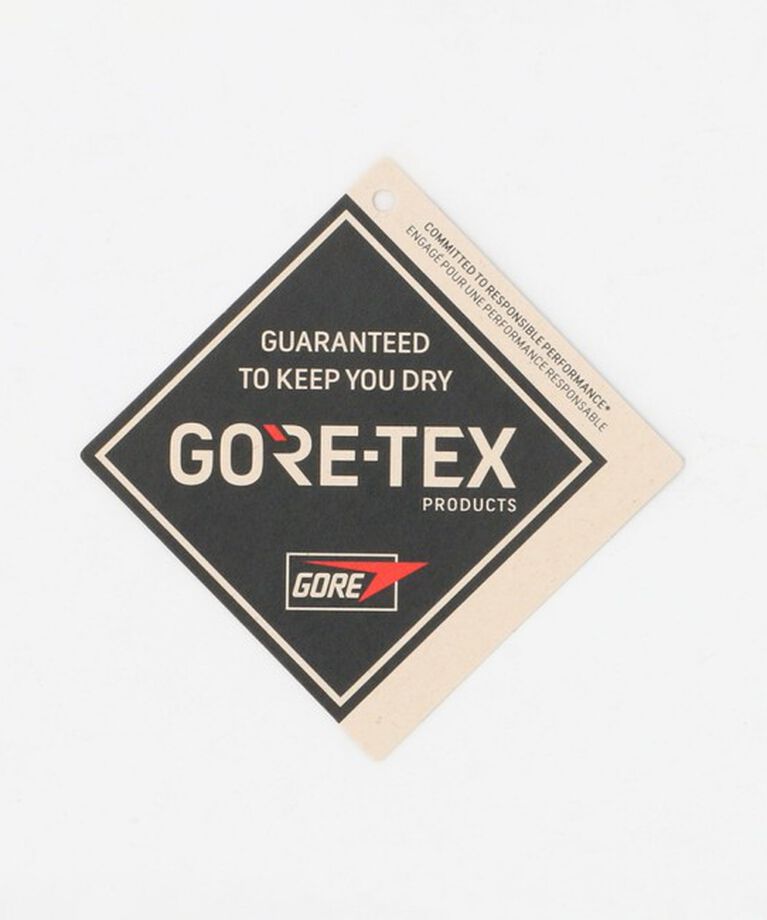 COMMITTED TO RESPONSIBLE PERFORMANCE*
ENGAGÉ POUR UNE PERFORMANCE RESPONSABLE
GUARANTEED
TO KEEP YOU DRY
GORE-TEX
PRODUCTS
GORE